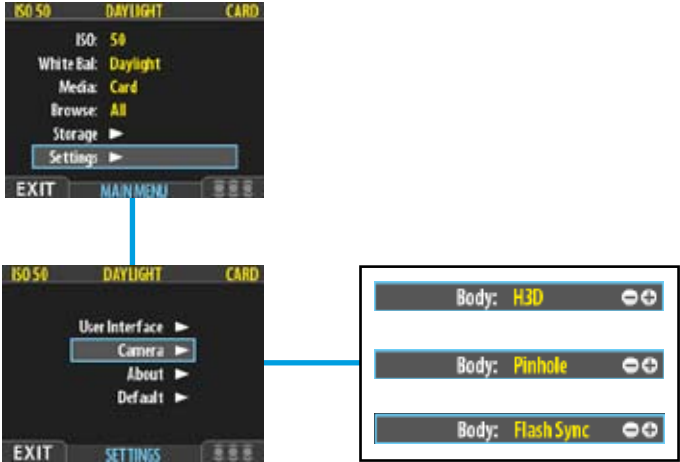 ISO 50 DAYLIGHT CARD
ISO: 50
White Bal: Daylight
Media: Card
Browse: All
Storage
Settings
EXIT MAIN MENU
ISO 50 DAYLIGHT CARD
User Interface
Camera
About
Default
EXIT SETTINGS
Body: H3D
Body: Pinhole
Body: Flash Sync